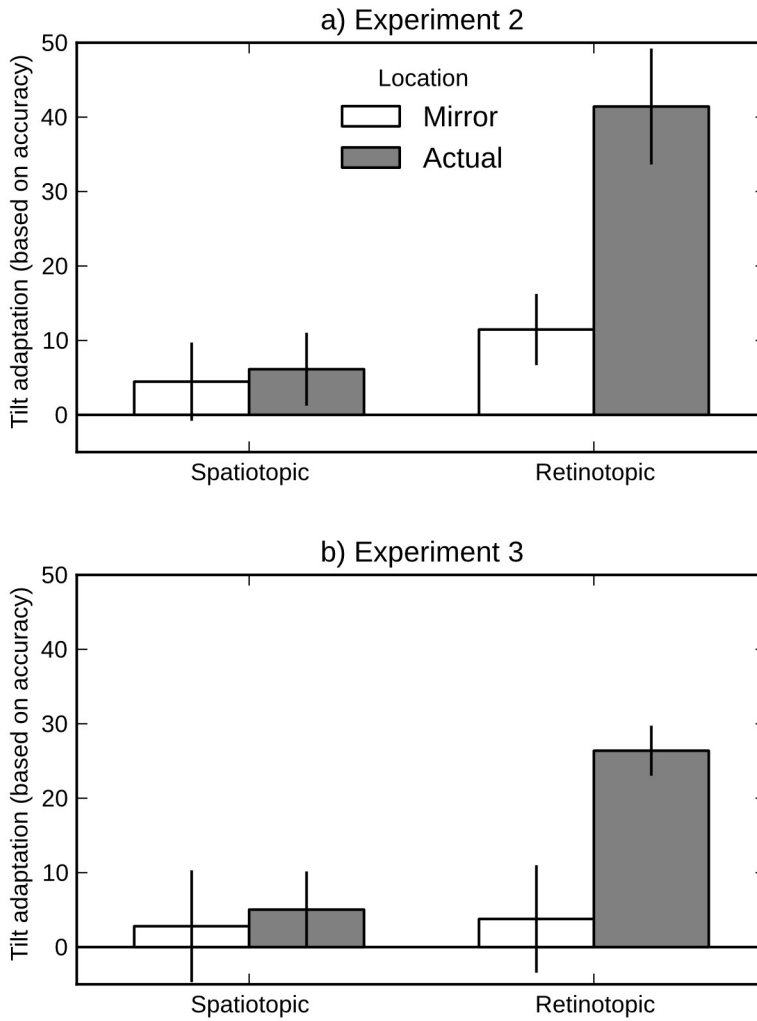 a) Experiment 2
Tilt adaptation (based on accuracy)
50
40
30
20
10
0
Location
Mirror
Actual
Spatiotopic
Retinotopic
b) Experiment 3
Tilt adaptation (based on accuracy)
50
40
30
20
10
0
Spatiotopic
Retinotopic